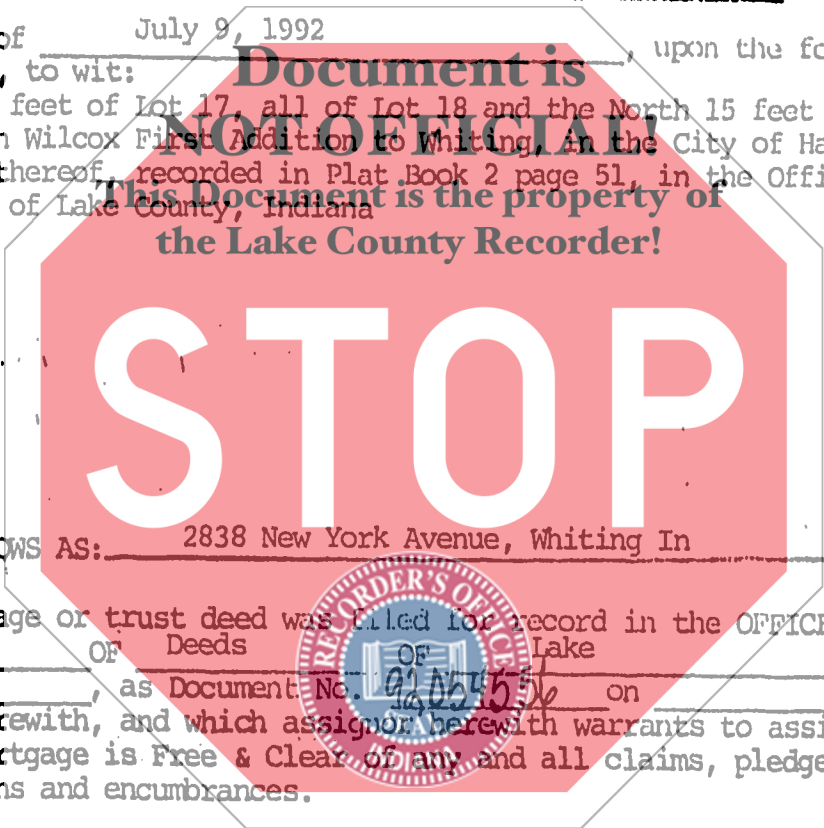 of July 9, 1992, upon the fo
, to wit:
Document is
feet of Lot 17, all of Lot 18 and the North 15 feet
NOT OFFICIAL!
n Wilcox First Addition to Whiting, in the City of Ha
thereof, recorded in Plat Book 2 page 51, in the Offi
This Document is the property of
of Lake County, Indiana
the Lake County Recorder!
STOP
OWS AS: 2838 New York Avenue, Whiting In
RECORDER'S OFFICE
age or trust deed was filed for record in the OFFICE
OF Deeds OF Lake
, as Document No. 92054556 on
rewith, and which assignor herewith warrants to assi
rtgage is Free & Clear of any and all claims, pledge
INDIANA
ns and encumbrances.